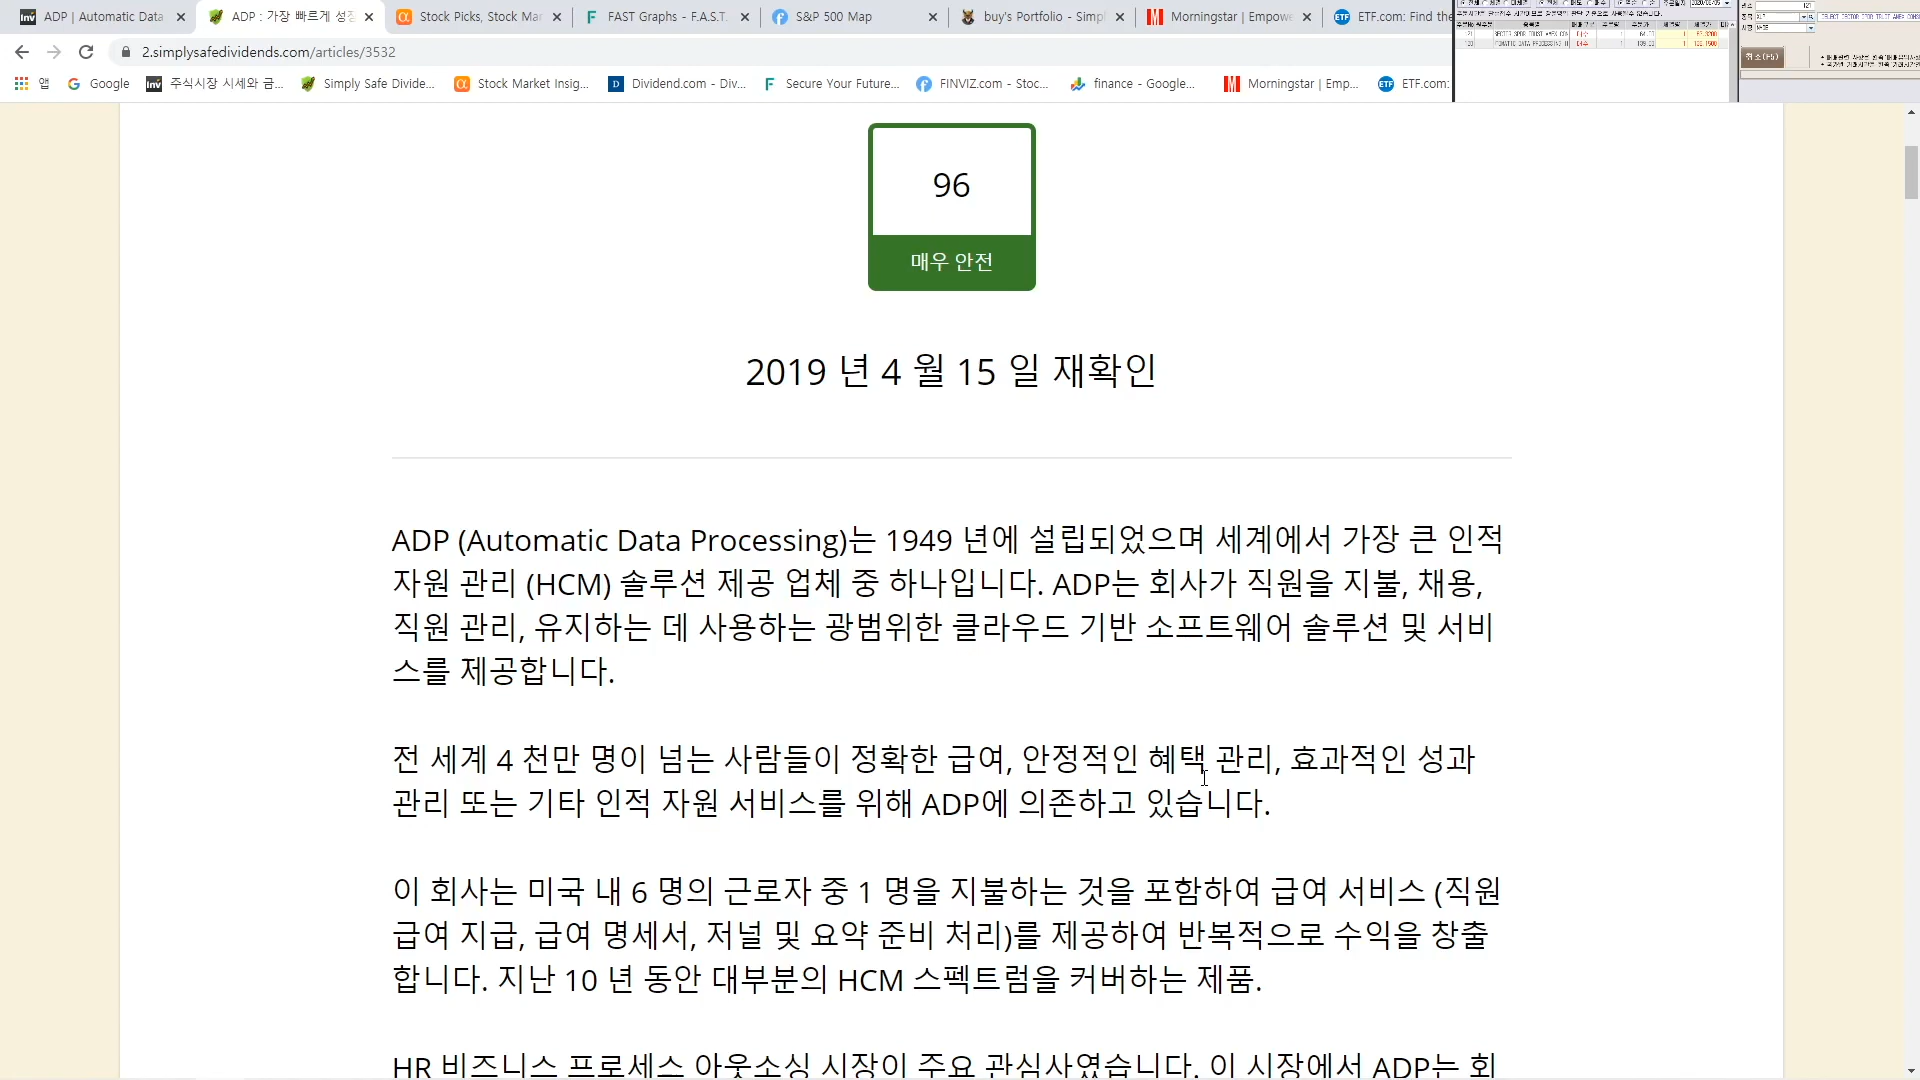 ADP | Automatic Data
ADP : 가장 빠르게 성장
Stock Picks, Stock Mar
FAST Graphs - F.A.S.T.
S&P 500 Map
buy's Portfolio - Simpl
Morningstar | Empowe
ETF.com: Find the
2.simplysafedividends.com/articles/3532
앱
Google
주식시장 시세와 금...
Simply Safe Divide...
Stock Market Insig...
Dividend.com - Div...
Secure Your Future...
FINVIZ.com - Stoc...
finance - Google...
Morningstar | Emp...
ETF.com:
취소(F5)
96
매우 안전
2019 년 4 월 15 일 재확인
ADP (Automatic Data Processing)는 1949 년에 설립되었으며 세계에서 가장 큰 인적
자원 관리 (HCM) 솔루션 제공 업체 중 하나입니다. ADP는 회사가 직원을 지불, 채용,
직원 관리, 유지하는 데 사용하는 광범위한 클라우드 기반 소프트웨어 솔루션 및 서비
스를 제공합니다.
전 세계 4 천만 명이 넘는 사람들이 정확한 급여, 안정적인 혜택 관리, 효과적인 성과
관리 또는 기타 인적 자원 서비스를 위해 ADP에 의존하고 있습니다.
이 회사는 미국 내 6 명의 근로자 중 1 명을 지불하는 것을 포함하여 급여 서비스 (직원
급여 지급, 급여 명세서, 저널 및 요약 준비 처리)를 제공하여 반복적으로 수익을 창출
합니다. 지난 10 년 동안 대부분의 HCM 스펙트럼을 커버하는 제품.
HR 비즈니스 프로세스 아웃소싱 시장이 주요 관심사였습니다. 이 시장에서 ADP는 회